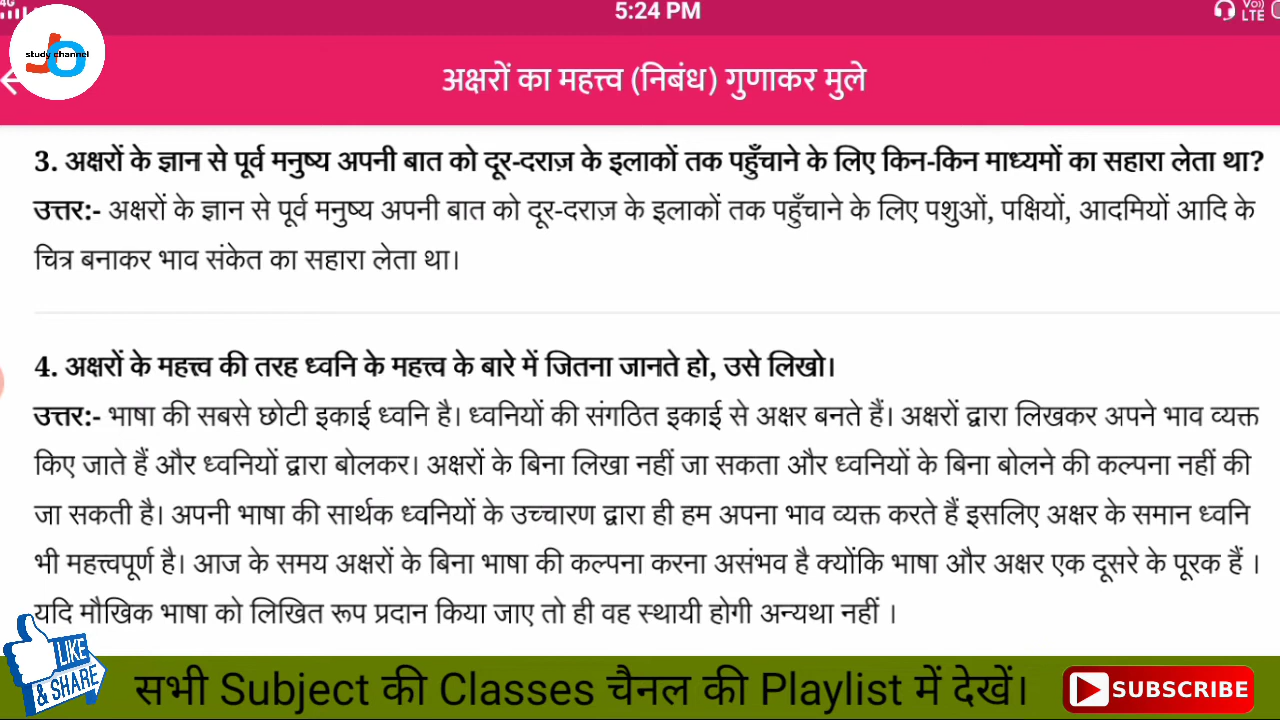 4G
5:24 PM
Vo))
LTE
study channel
अक्षरों का महत्त्व (निबंध) गुणाकर मुले
3. अक्षरों के ज्ञान से पूर्व मनुष्य अपनी बात को दूर-दराज़ के इलाकों तक पहुँचाने के लिए किन-किन माध्यमों का सहारा लेता था?
उत्तर:- अक्षरों के ज्ञान से पूर्व मनुष्य अपनी बात को दूर-दराज़ के इलाकों तक पहुँचाने के लिए पशुओं, पक्षियों, आदमियों आदि के
चित्र बनाकर भाव संकेत का सहारा लेता था।
4. अक्षरों के महत्त्व की तरह ध्वनि के महत्त्व के बारे में जितना जानते हो, उसे लिखो।
उत्तर:- भाषा की सबसे छोटी इकाई ध्वनि है। ध्वनियों की संगठित इकाई से अक्षर बनते हैं। अक्षरों द्वारा लिखकर अपने भाव व्यक्त
किए जाते हैं और ध्वनियों द्वारा बोलकर। अक्षरों के बिना लिखा नहीं जा सकता और ध्वनियों के बिना बोलने की कल्पना नहीं की
जा सकती है। अपनी भाषा की सार्थक ध्वनियों के उच्चारण द्वारा ही हम अपना भाव व्यक्त करते हैं इसलिए अक्षर के समान ध्वनि
भी महत्त्वपूर्ण है। आज के समय अक्षरों के बिना भाषा की कल्पना करना असंभव है क्योंकि भाषा और अक्षर एक दूसरे के पूरक हैं ।
यदि मौखिक भाषा को लिखित रूप प्रदान किया जाए तो ही वह स्थायी होगी अन्यथा नहीं ।
LIKE
& SHARE
सभी Subject की Classes चैनल की Playlist में देखें।
SUBSCRIBE